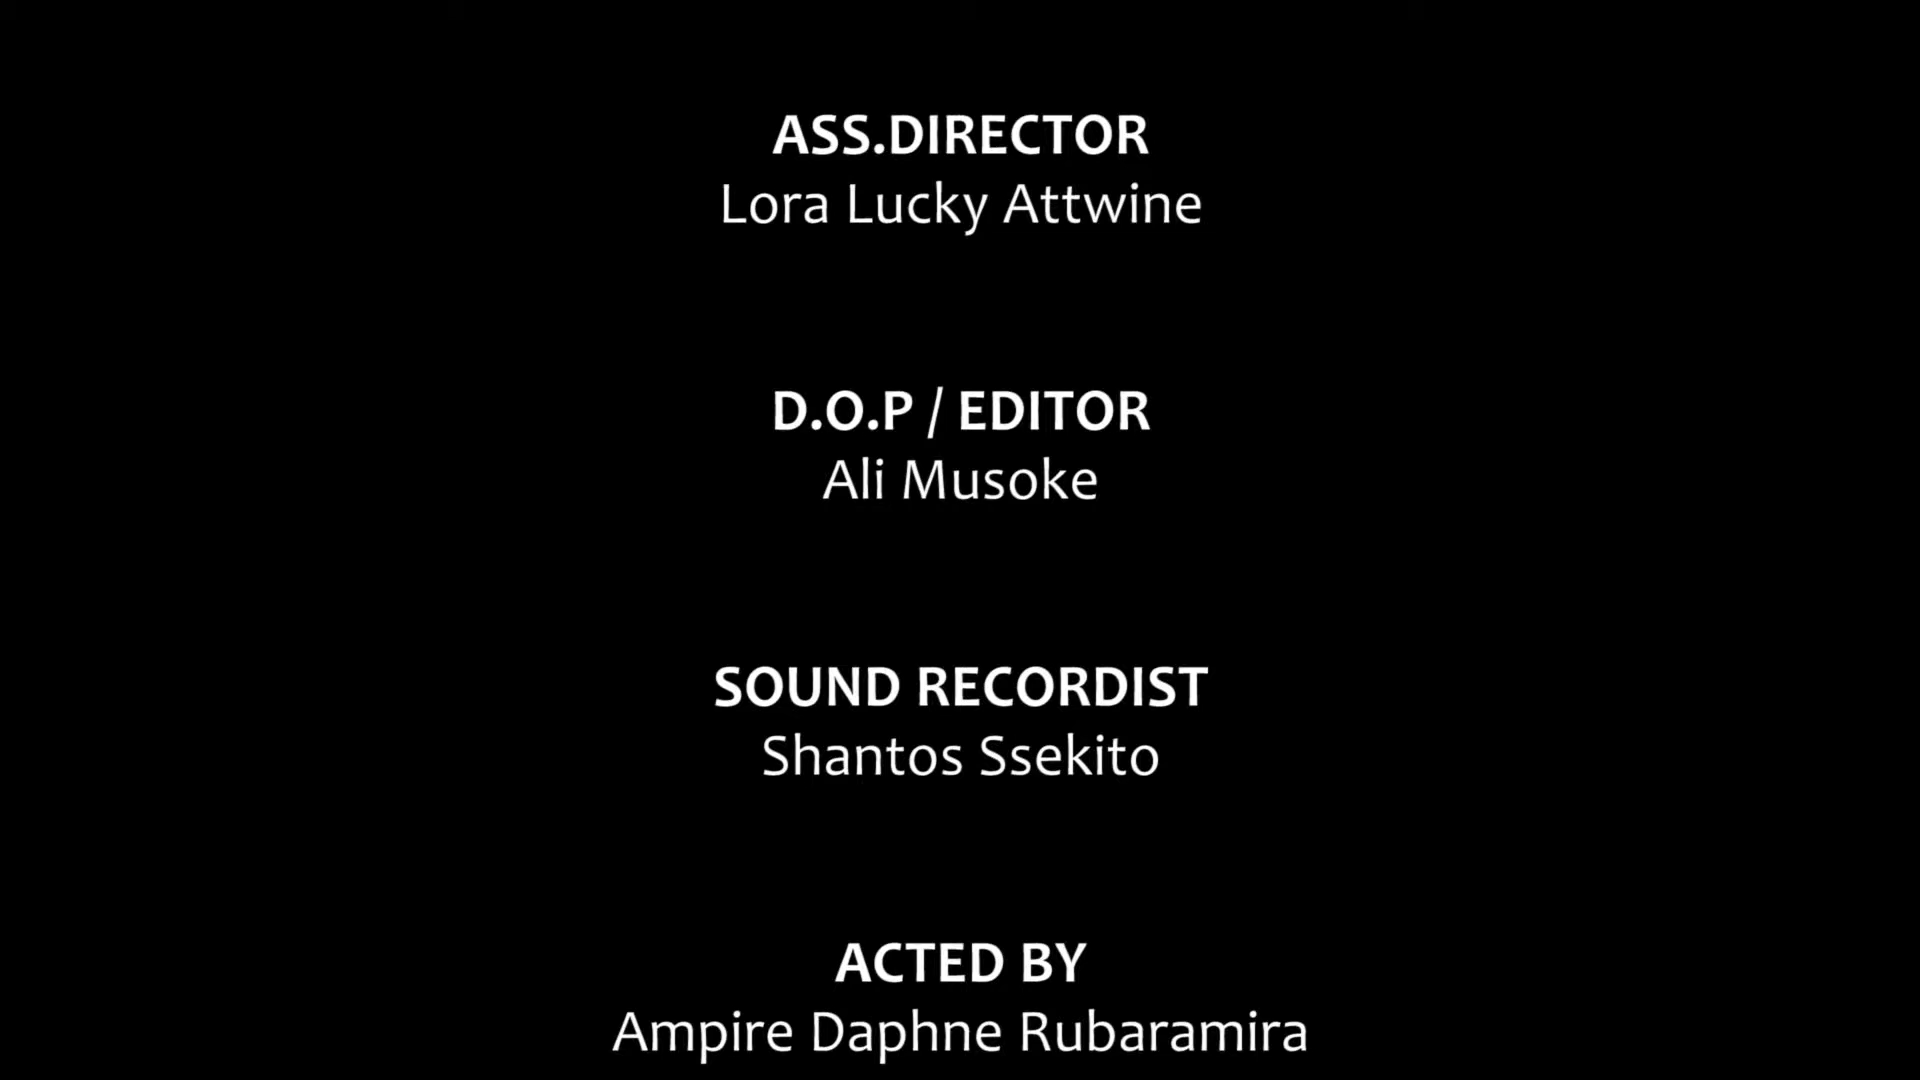 ASS.DIRECTOR
Lora Lucky Attwine
D.O.P / EDITOR
Ali Musoke
SOUND RECORDIST
Shantos Ssekito
ACTED BY
Ampire Daphne Rubaramira